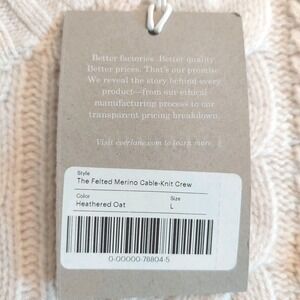 Better factories. Better quality.
Better prices. That's our promise.
We reveal the story behind every
product—from our ethical
manufacturing process to our
transparent pricing breakdown.
Visit everlane.com to learn more.
Style
The Felted Merino Cable-Knit Crew
Color Size
Heathered Oat L
0-00000-78804-5